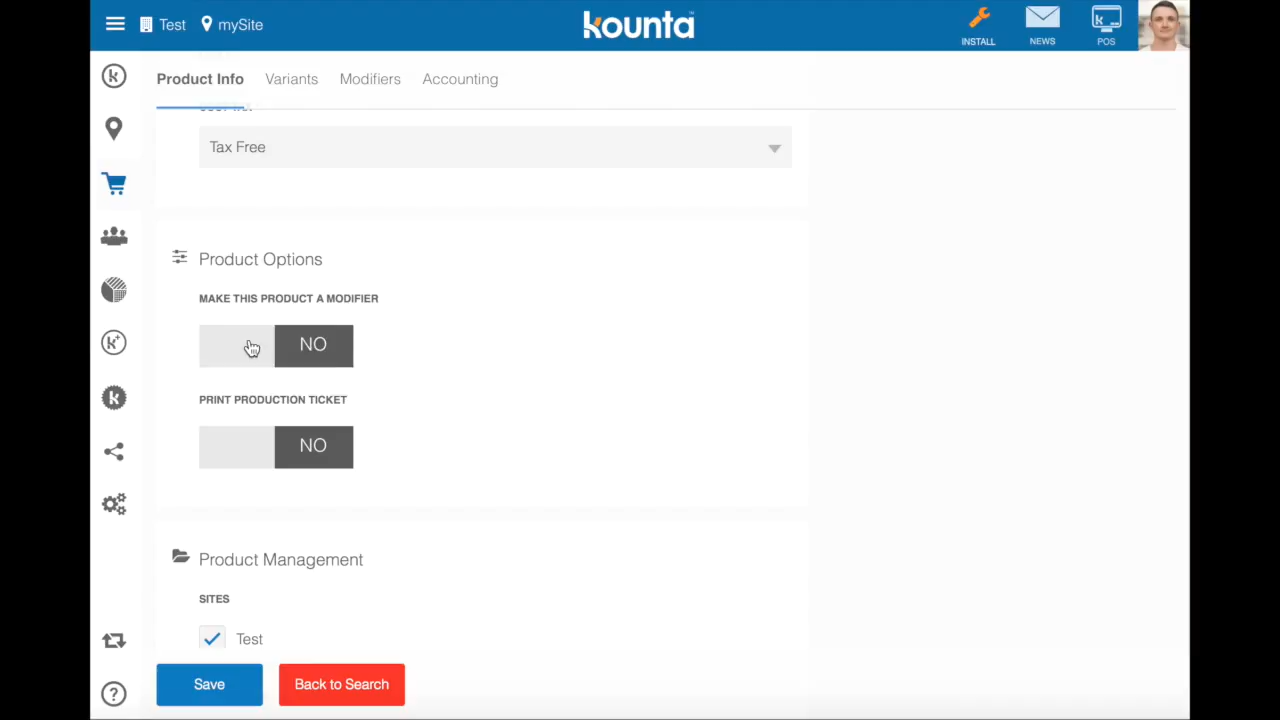 Test mySite
kounta
INSTALL NEWS POS
Product Info Variants Modifiers Accounting
Tax Free
Product Options
MAKE THIS PRODUCT A MODIFIER
NO
PRINT PRODUCTION TICKET
NO
Product Management
SITES
Test
Save Back to Search